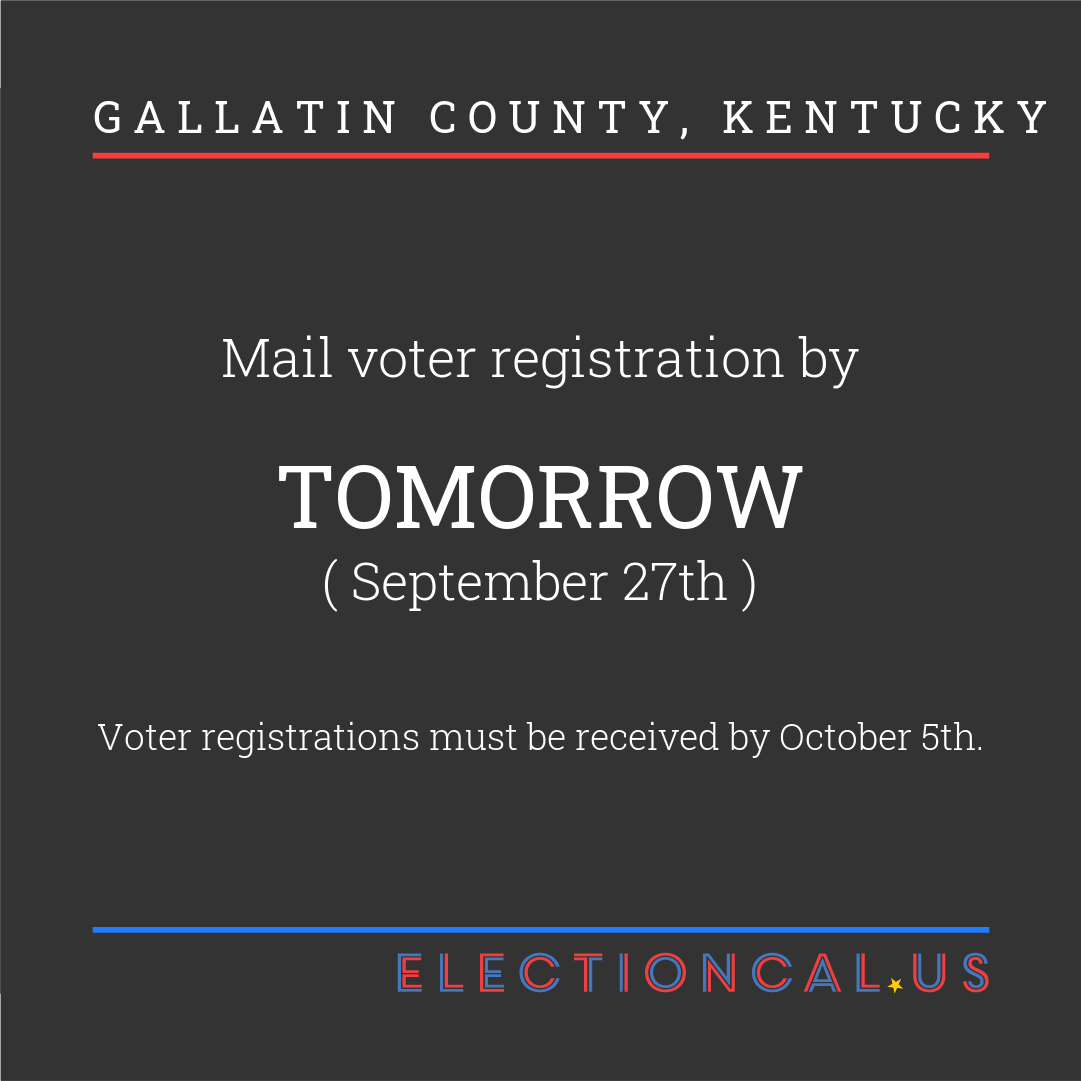 GALLATIN COUNTY, KENTUCKY
Mail voter registration by
TOMORROW
( September 27th )
Voter registrations must be received by October 5th.
ELECTIONCAL.US